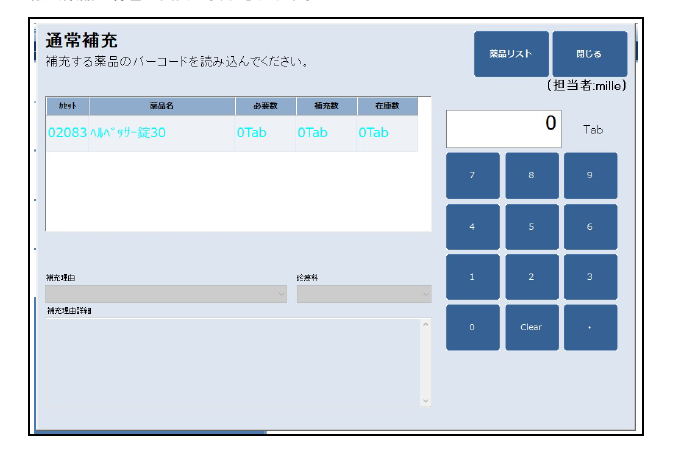 通常補充
補充する薬品のバーコードを読み込んでください。
薬品リスト
閉じる
(担当者:mille)
ｶｾｯﾄ 薬品名 必要数 補充数 在庫数
02083 ﾍﾙﾍﾞｯｻｰ錠30 0Tab 0Tab 0Tab
0 Tab
7 8 9
4 5 6
1 2 3
0 Clear ・
補充理由 診療科
補充理由詳細